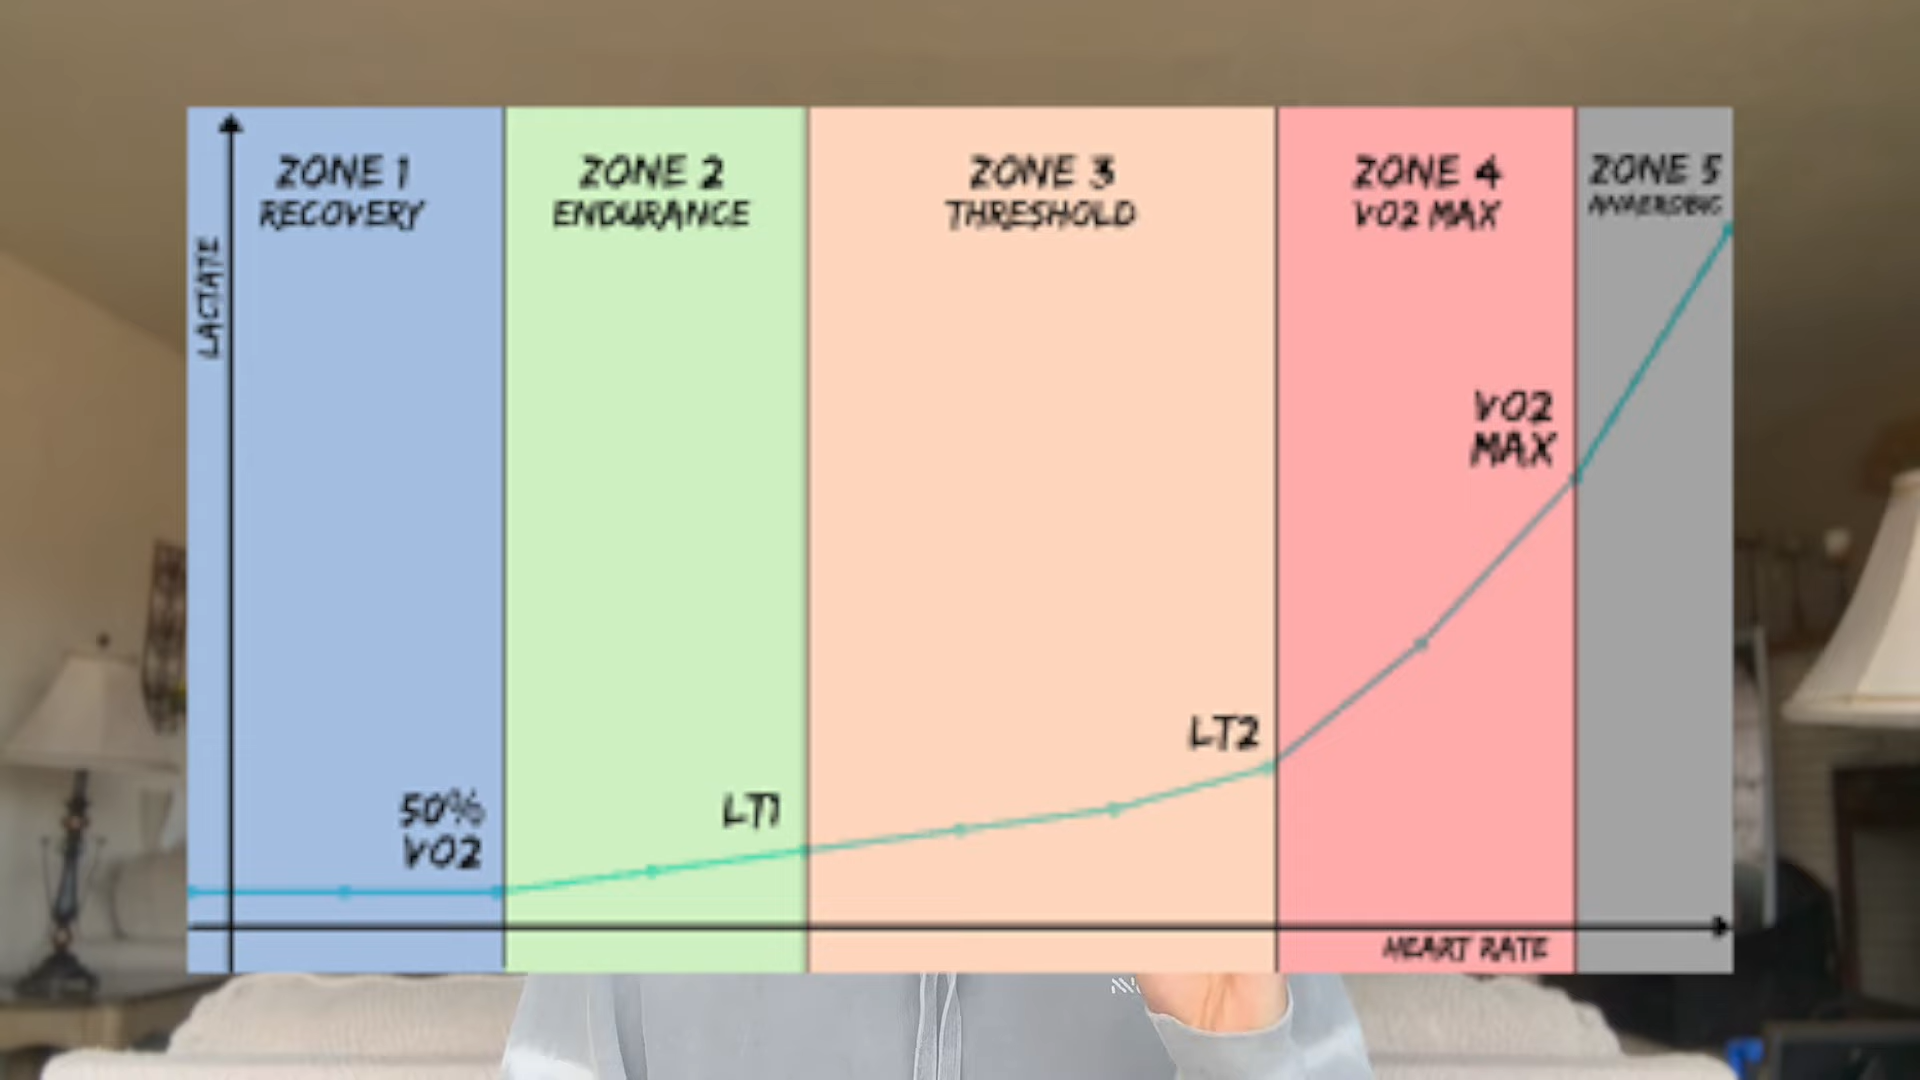 ZONE 1
RECOVERY
ZONE 2
ENDURANCE
ZONE 3
THRESHOLD
ZONE 4
VO2 MAX
ZONE 5
ANAEROBIC
LACTATE
VO2
MAX
LT2
LT1
50%
VO2
HEART RATE